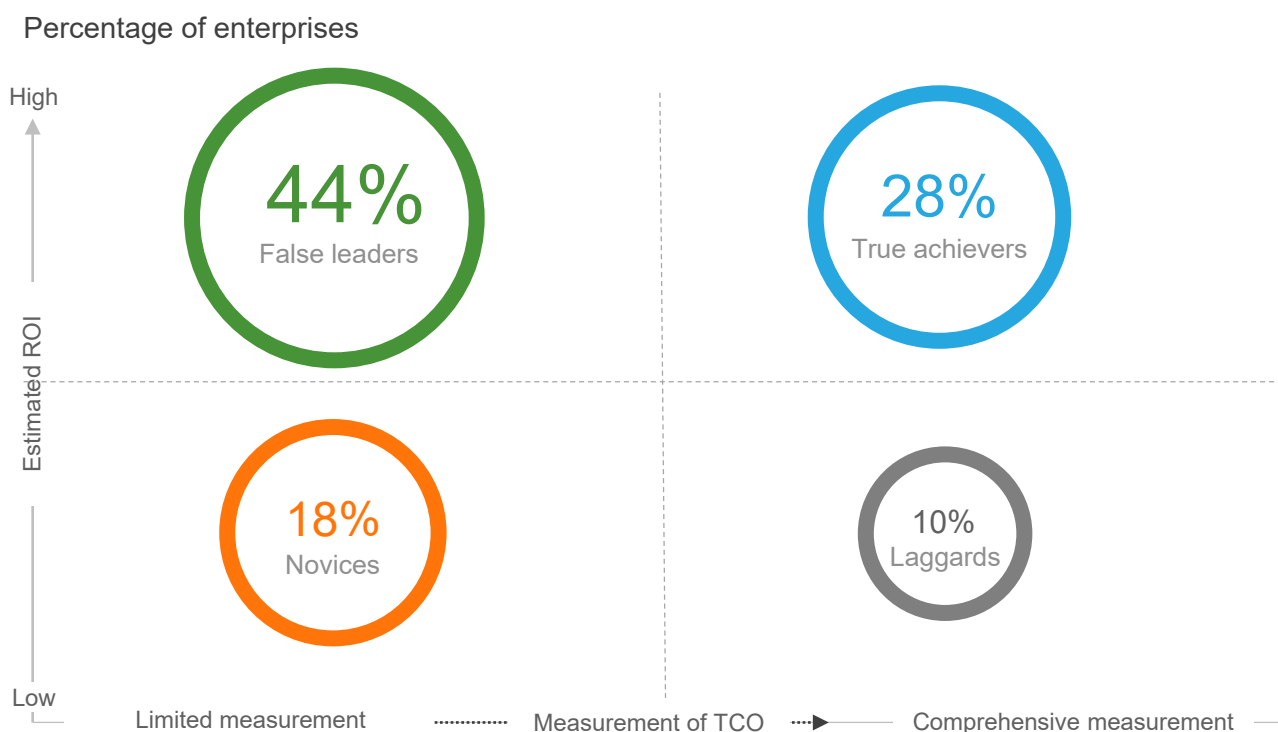 Percentage of enterprises
High
44%
False leaders
28%
True achievers
Estimated ROI
18%
Novices
10%
Laggards
Low
Limited measurement
Measurement of TCO
Comprehensive measurement